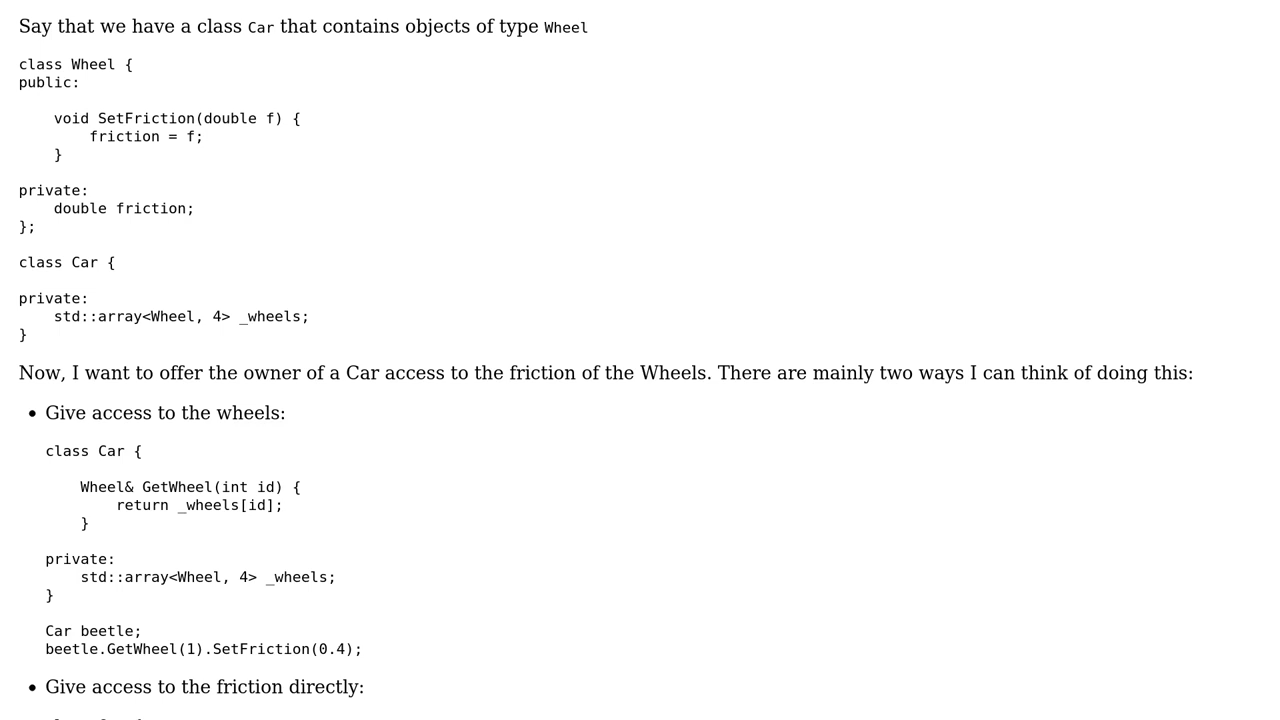 Say that we have a class Car that contains objects of type Wheel
class Wheel {
public:
    void SetFriction(double f) {
        friction = f;
    }
private:
    double friction;
};
class Car {
private:
    std::array<Wheel, 4> _wheels;
}
Now, I want to offer the owner of a Car access to the friction of the Wheels. There are mainly two ways I can think of doing this:
• Give access to the wheels:
class Car {
    Wheel& GetWheel(int id) {
        return _wheels[id];
    }
private:
    std::array<Wheel, 4> _wheels;
}
Car beetle;
beetle.GetWheel(1).SetFriction(0.4);
• Give access to the friction directly: